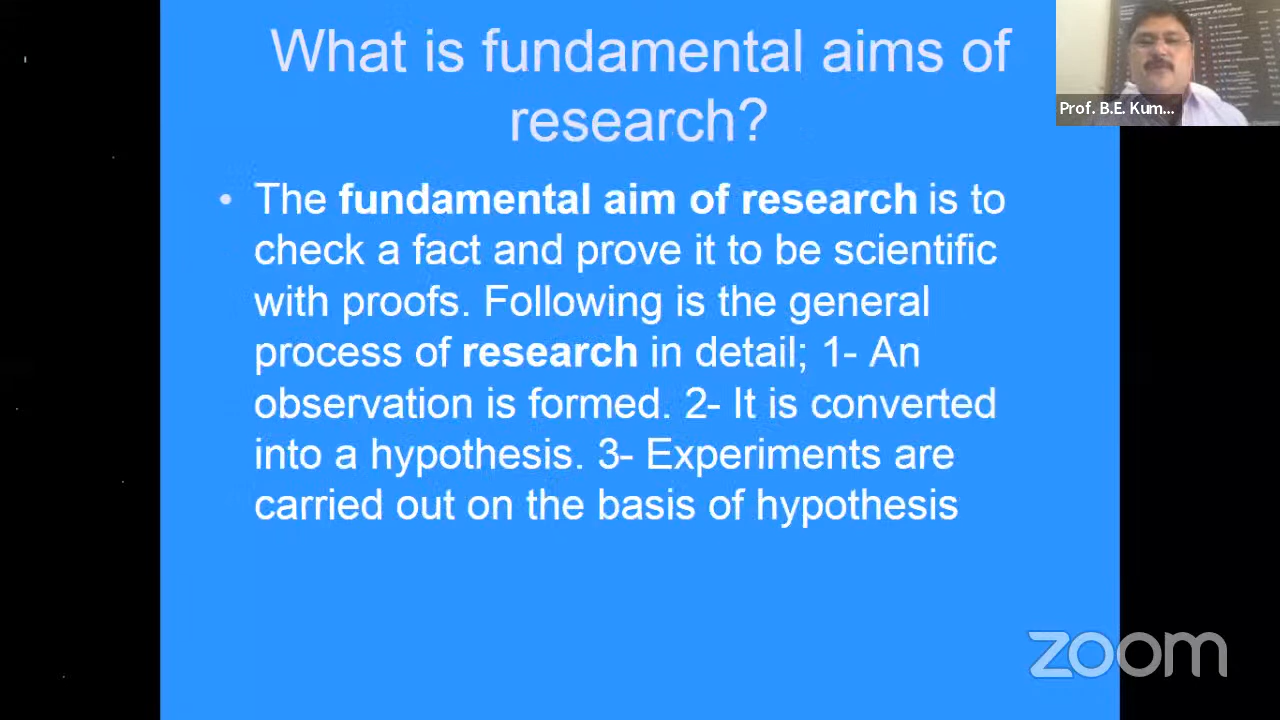 What is fundamental aims of
research?
• The fundamental aim of research is to
check a fact and prove it to be scientific
with proofs. Following is the general
process of research in detail; 1- An
observation is formed. 2- It is converted
into a hypothesis. 3- Experiments are
carried out on the basis of hypothesis
Prof. B.E. Kum...
zoom